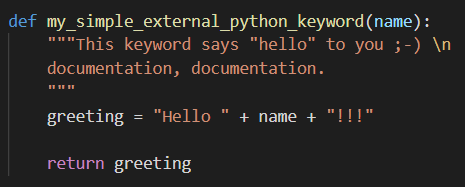 def my_simple_external_python_keyword(name):
    """This keyword says "hello" to you ;-) \n
    documentation, documentation.
    """
    greeting = "Hello " + name + "!!!"
    return greeting